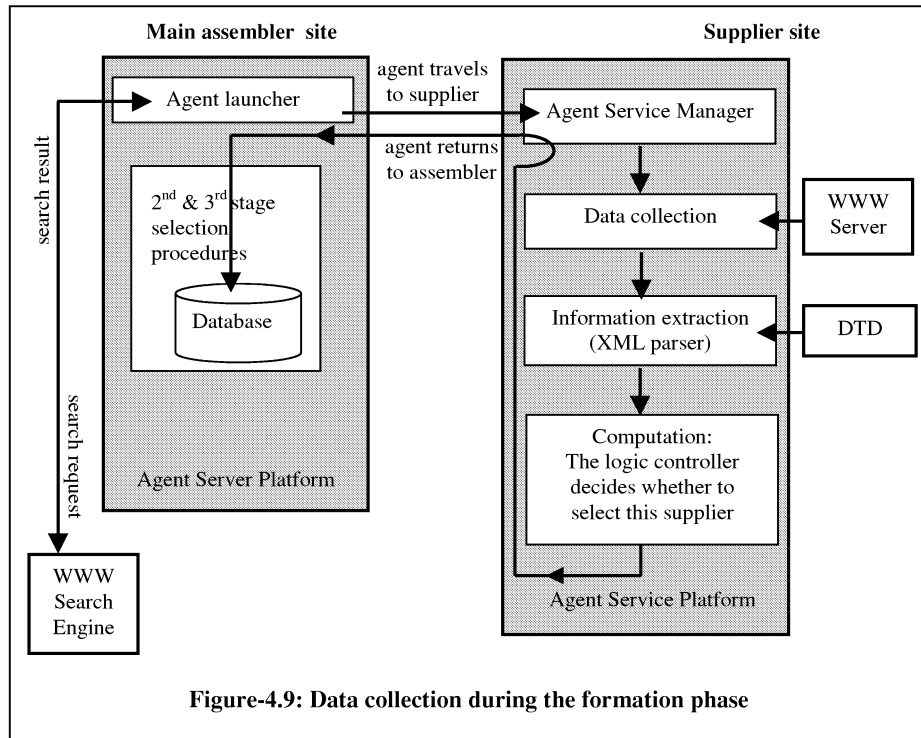 Main assembler site
Supplier site
agent travels
to supplier
Agent launcher
Agent Service Manager
agent returns
to assembler
search result
2nd & 3rd stage
selection
procedures
Data collection
WWW
Server
Database
Information extraction
(XML parser)
DTD
search request
Computation:
The logic controller
decides whether to
select this supplier
Agent Server Platform
WWW
Search
Engine
Agent Service Platform
Figure-4.9: Data collection during the formation phase